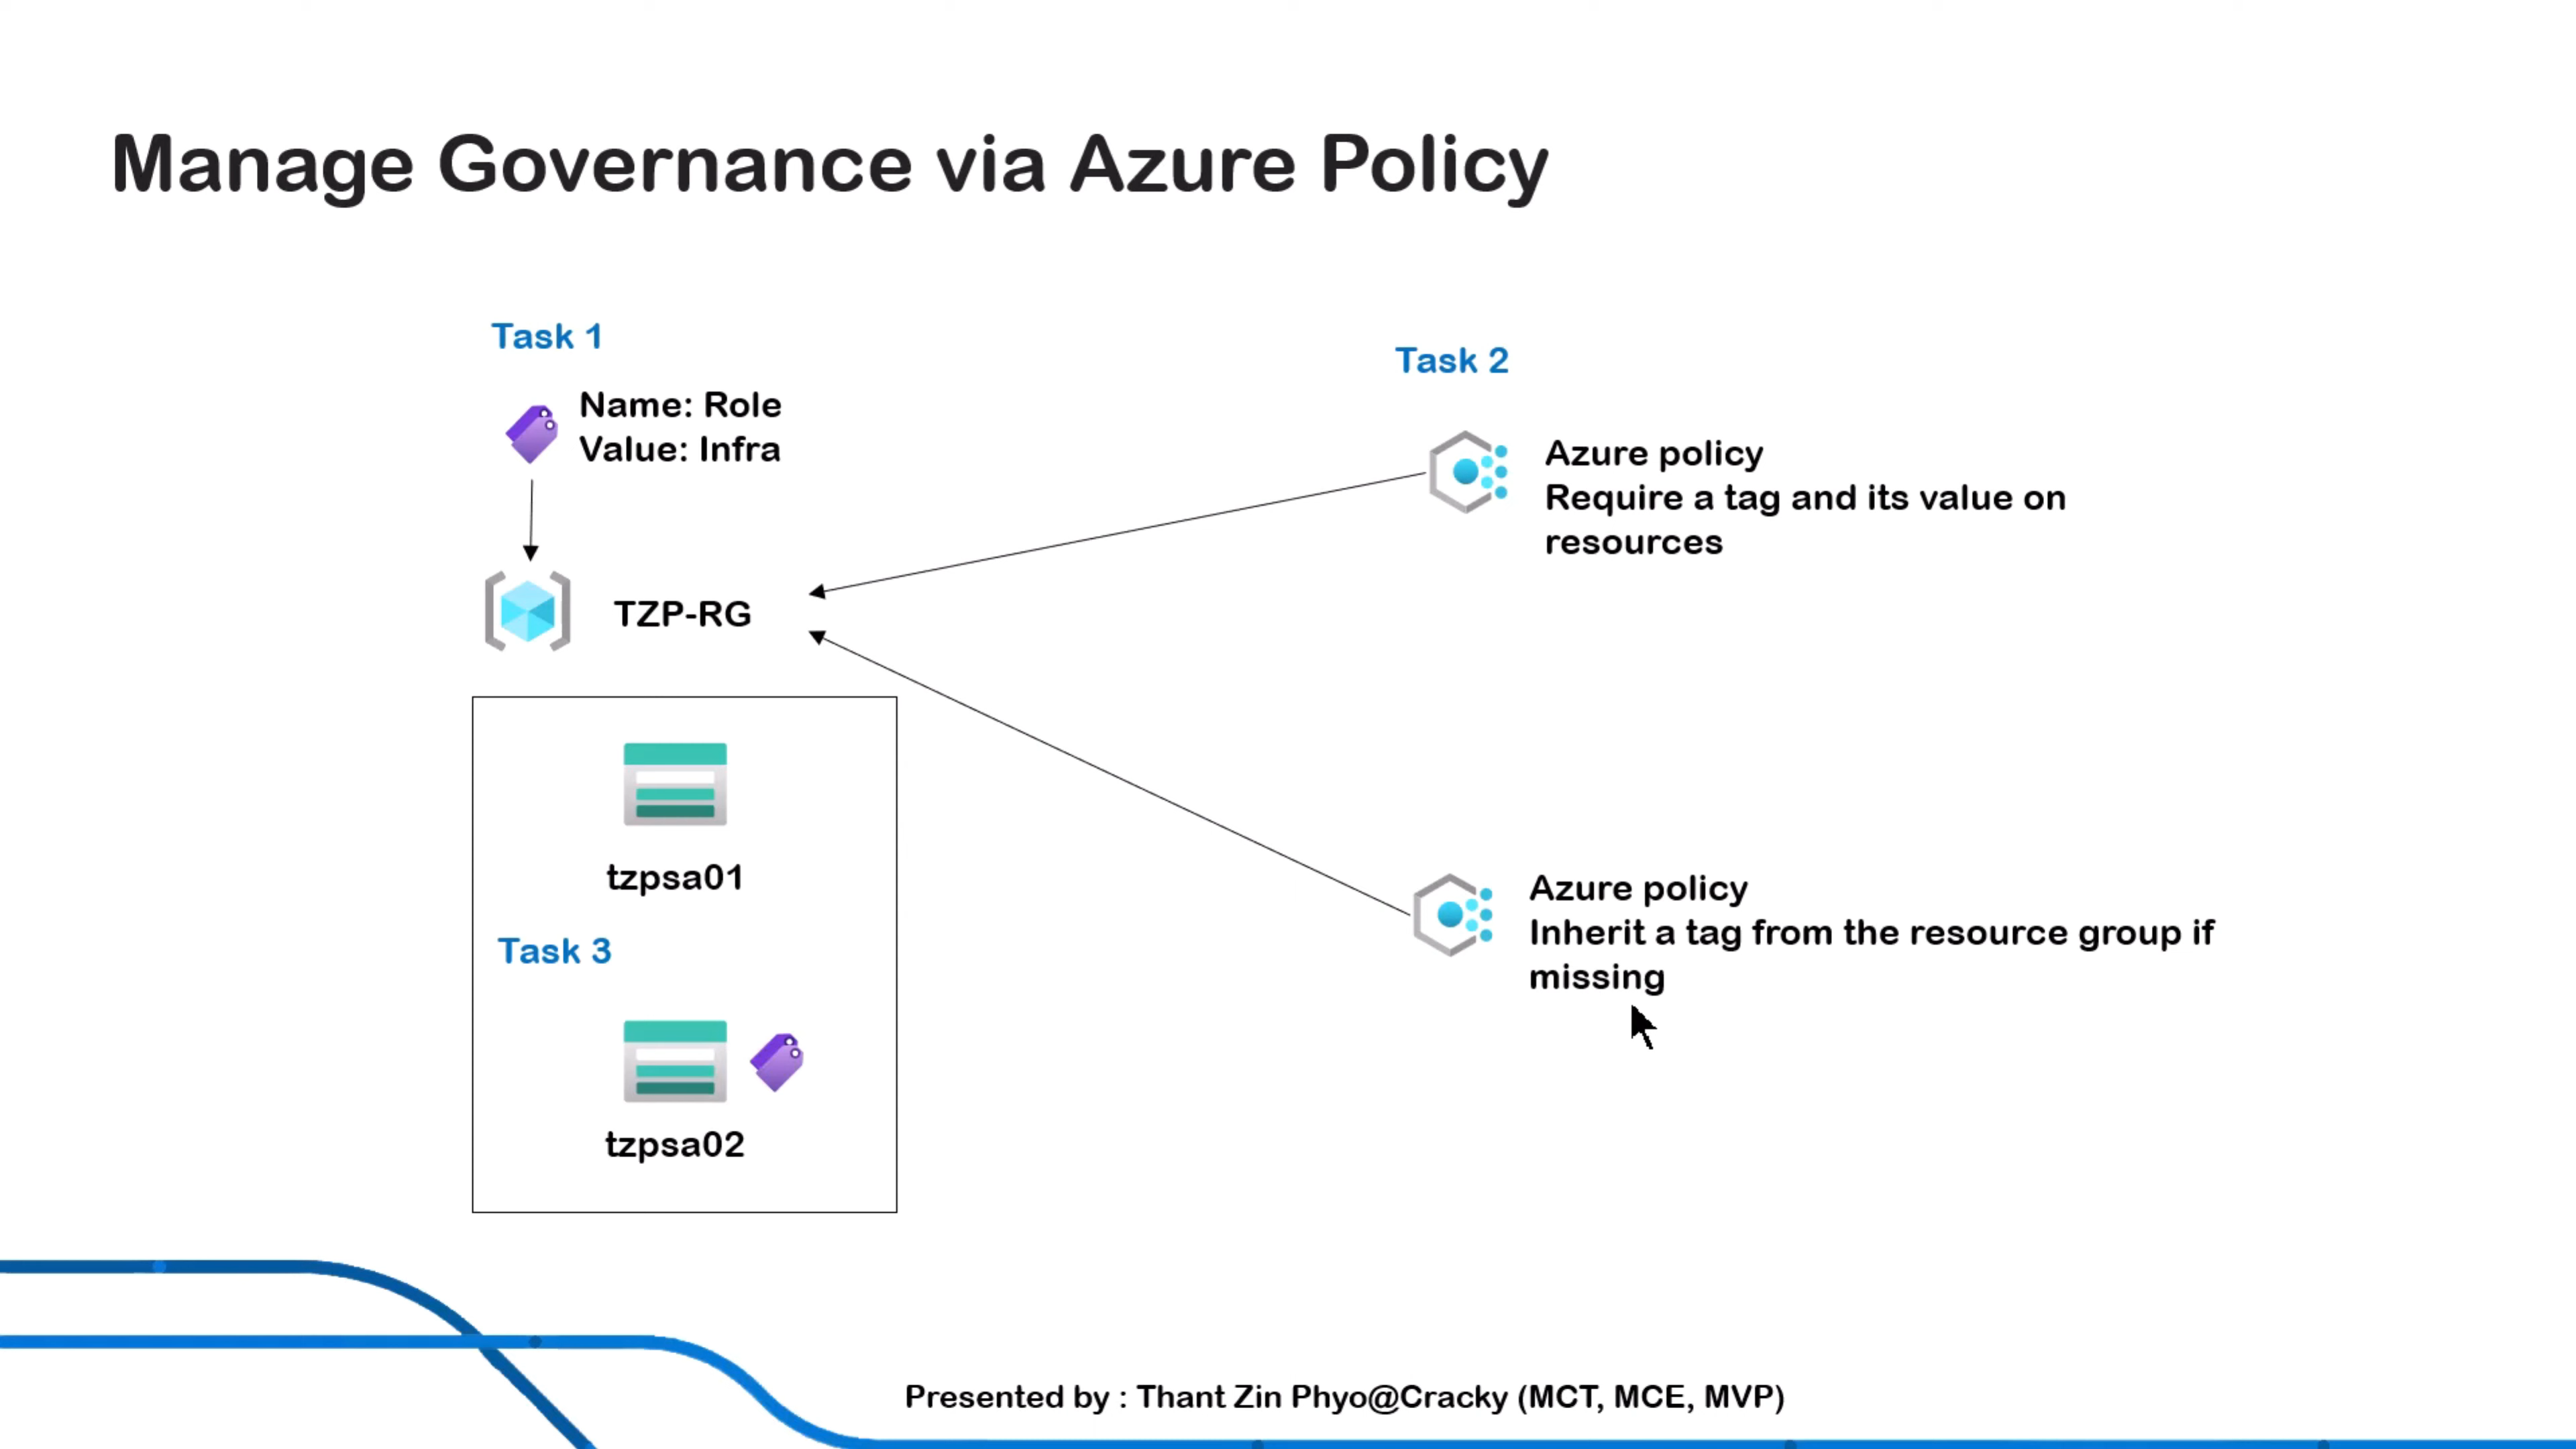 Manage Governance via Azure Policy
Task 1
Name: Role
Value: Infra
TZP-RG
tzpsa01
Task 3
tzpsa02
Task 2
Azure policy
Require a tag and its value on
resources
Azure policy
Inherit a tag from the resource group if
missing
Presented by : Thant Zin Phyo@Cracky (MCT, MCE, MVP)